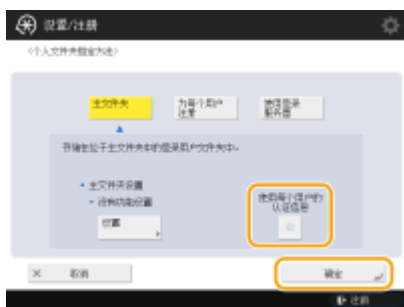 设置/注册
<个人文件夹指定方法>
主文件夹
为每个用户
注册
使用登录
服务器
存储在位于主文件夹中的登录用户文件夹中。
主文件夹设置
没有功能设置
设置
使用每个用户的
认证信息
取消
确定
注销